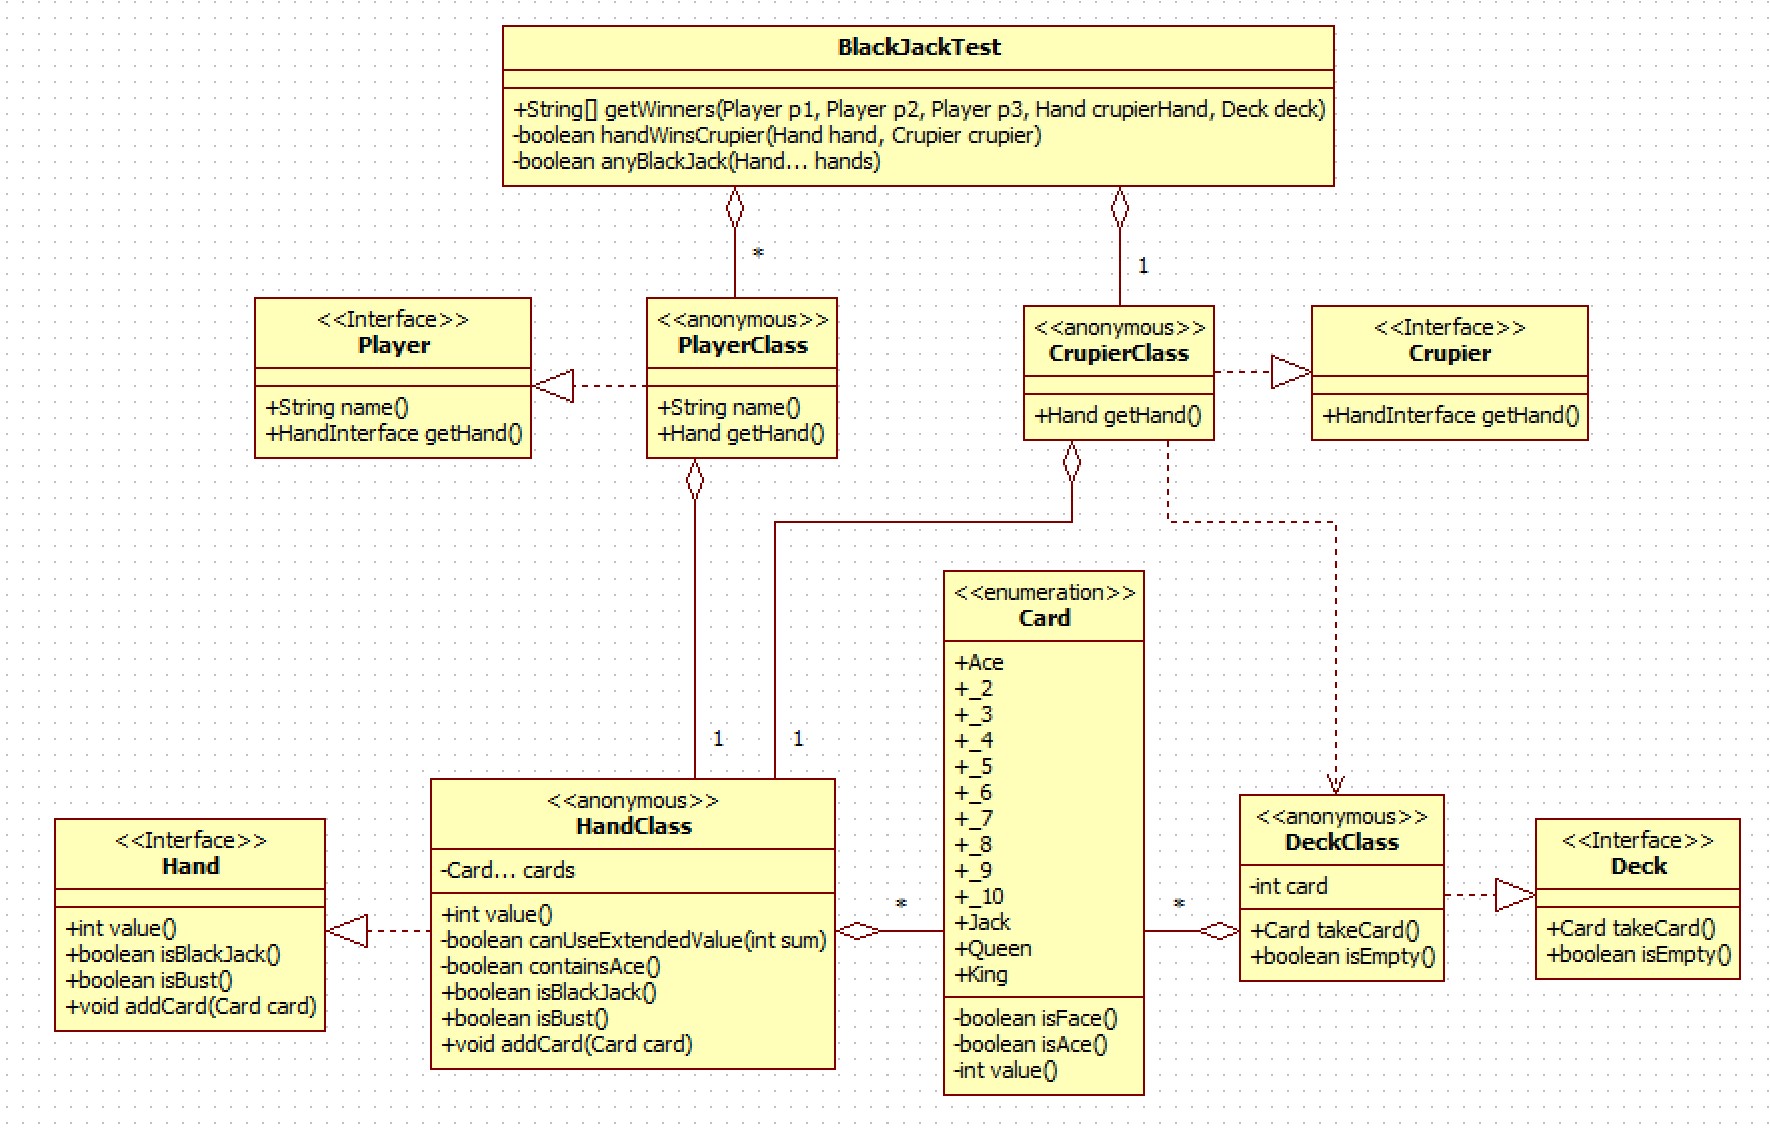 BlackJackTest
+String[] getWinners(Player p1, Player p2, Player p3, Hand crupierHand, Deck deck)
-boolean handWinsCrupier(Hand hand, Crupier crupier)
-boolean anyBlackJack(Hand... hands)
*
1
<<Interface>>
Player
+String name()
+HandInterface getHand()
<<anonymous>>
PlayerClass
+String name()
+Hand getHand()
<<anonymous>>
CrupierClass
+Hand getHand()
<<Interface>>
Crupier
+HandInterface getHand()
1
1
<<Interface>>
Hand
+int value()
+boolean isBlackJack()
+boolean isBust()
+void addCard(Card card)
<<anonymous>>
HandClass
-Card... cards
+int value()
-boolean canUseExtendedValue(int sum)
-boolean containsAce()
+boolean isBlackJack()
+boolean isBust()
+void addCard(Card card)
*
<<enumeration>>
Card
+Ace
+_2
+_3
+_4
+_5
+_6
+_7
+_8
+_9
+_10
+Jack
+Queen
+King
-boolean isFace()
-boolean isAce()
-int value()
*
<<anonymous>>
DeckClass
-int card
+Card takeCard()
+boolean isEmpty()
<<Interface>>
Deck
+Card takeCard()
+boolean isEmpty()